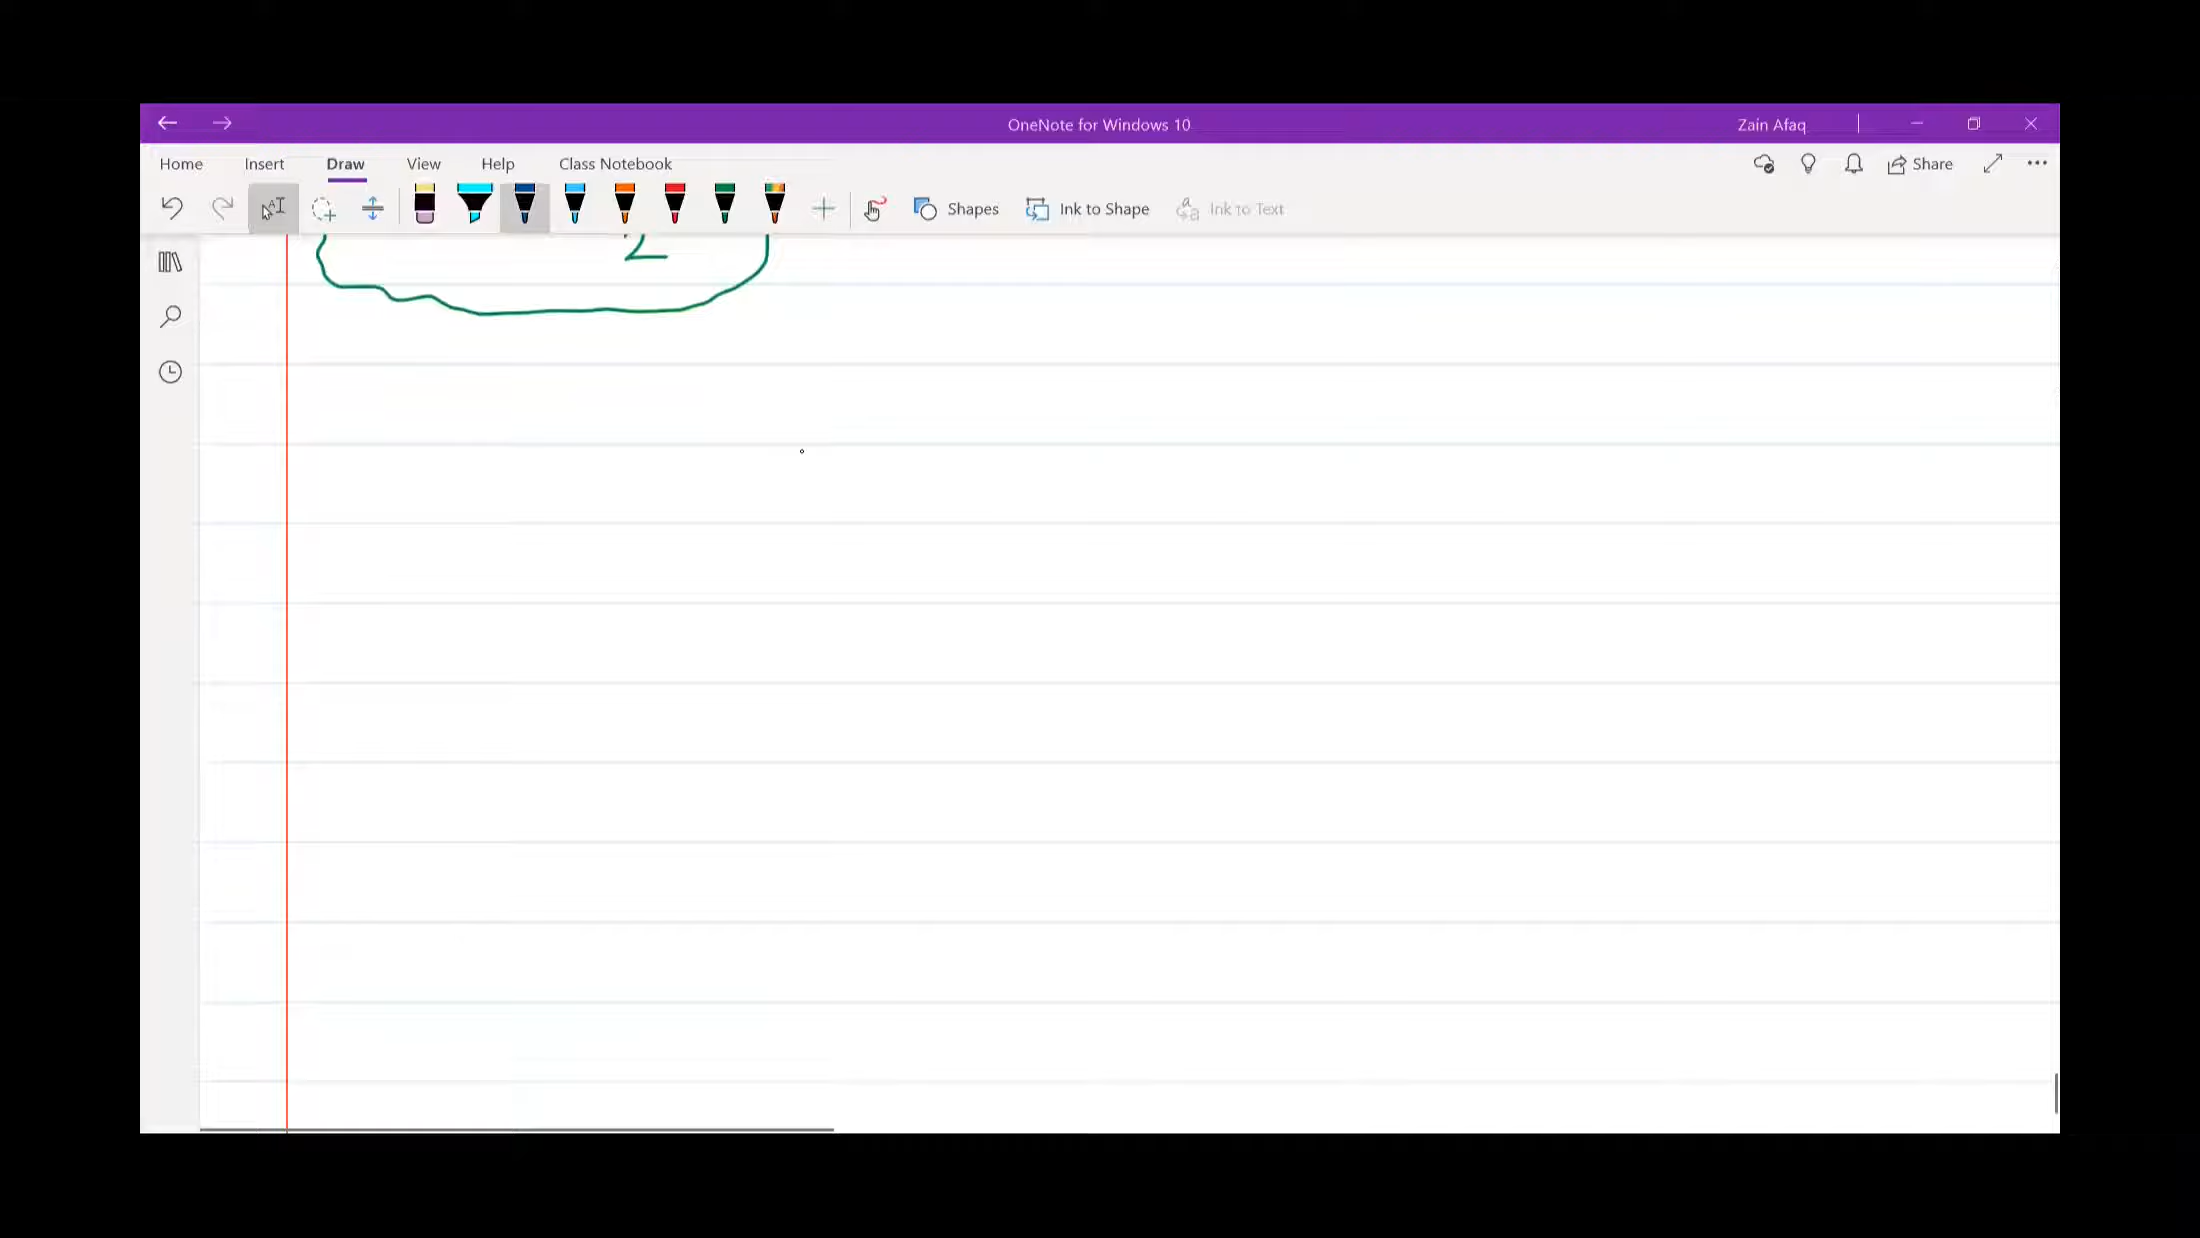 OneNote for Windows 10
Zain Afaq
Home Insert Draw View Help Class Notebook
Share
Shapes Ink to Shape Ink to Text
2